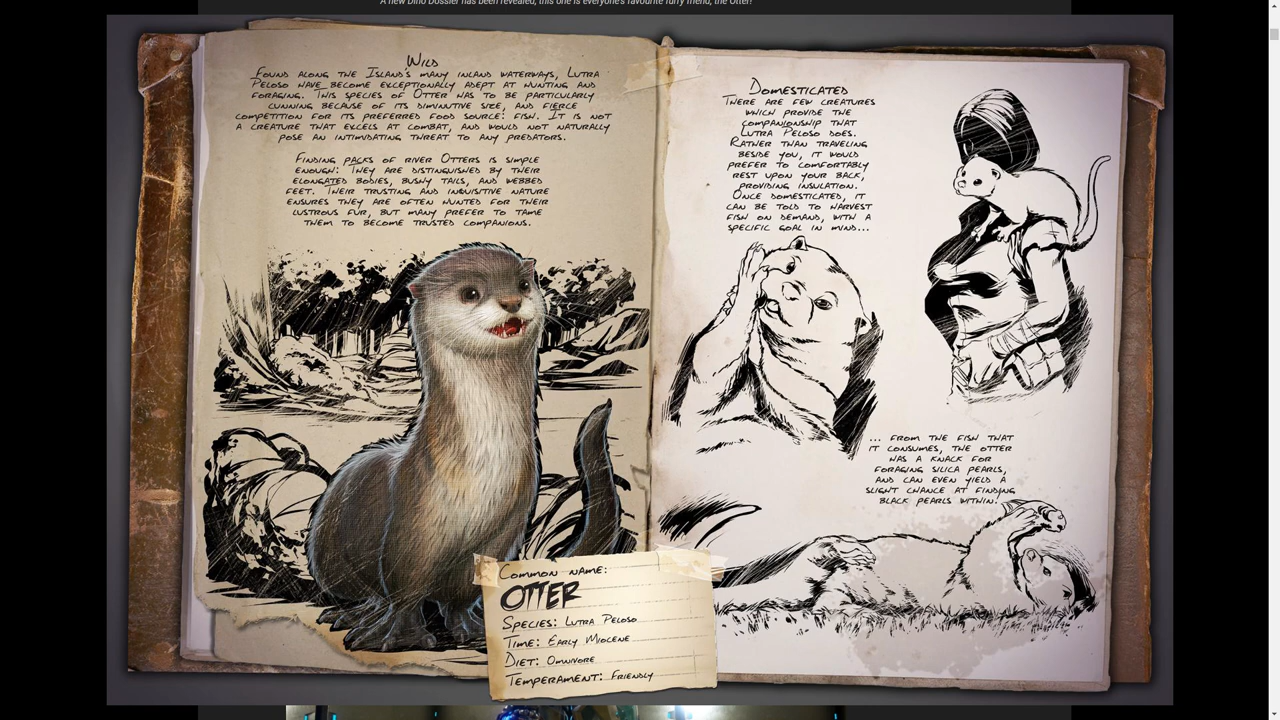 A new Dino Dossier has been revealed, this one is everyone's favourite furry friend, the Otter!
Wild
Found along the Island's many inland waterways, Lutra
Peloso have become exceptionally adept at hunting and
foraging. This species of Otter has to be particularly
cunning because of its diminutive size, and fierce
competition for its preferred food source: fish. It is not
a creature that excels at combat, and would not naturally
pose an intimidating threat to any predators.
Finding packs of river Otters is simple
enough: they are distinguished by their
elongated bodies, bushy tails, and webbed
feet. Their trusting and inquisitive nature
ensures they are often hunted for their
lustrous fur, but many prefer to tame
them to become trusted companions.
Domesticated
There are few creatures
which provide the
companionship that
Lutra Peloso does.
Rather than traveling
beside you, it would
prefer to comfortably
rest upon your back,
providing insulation.
Once domesticated, it
can be told to harvest
fish on demand, with a
specific goal in mind...
... from the fish that
it consumes, the otter
has a knack for
foraging silica pearls,
and can even yield a
slight chance at finding
black pearls within!
Common name:
Otter
Species: Lutra Peloso
Time: Early Miocene
Diet: Omnivore
Temperament: Friendly